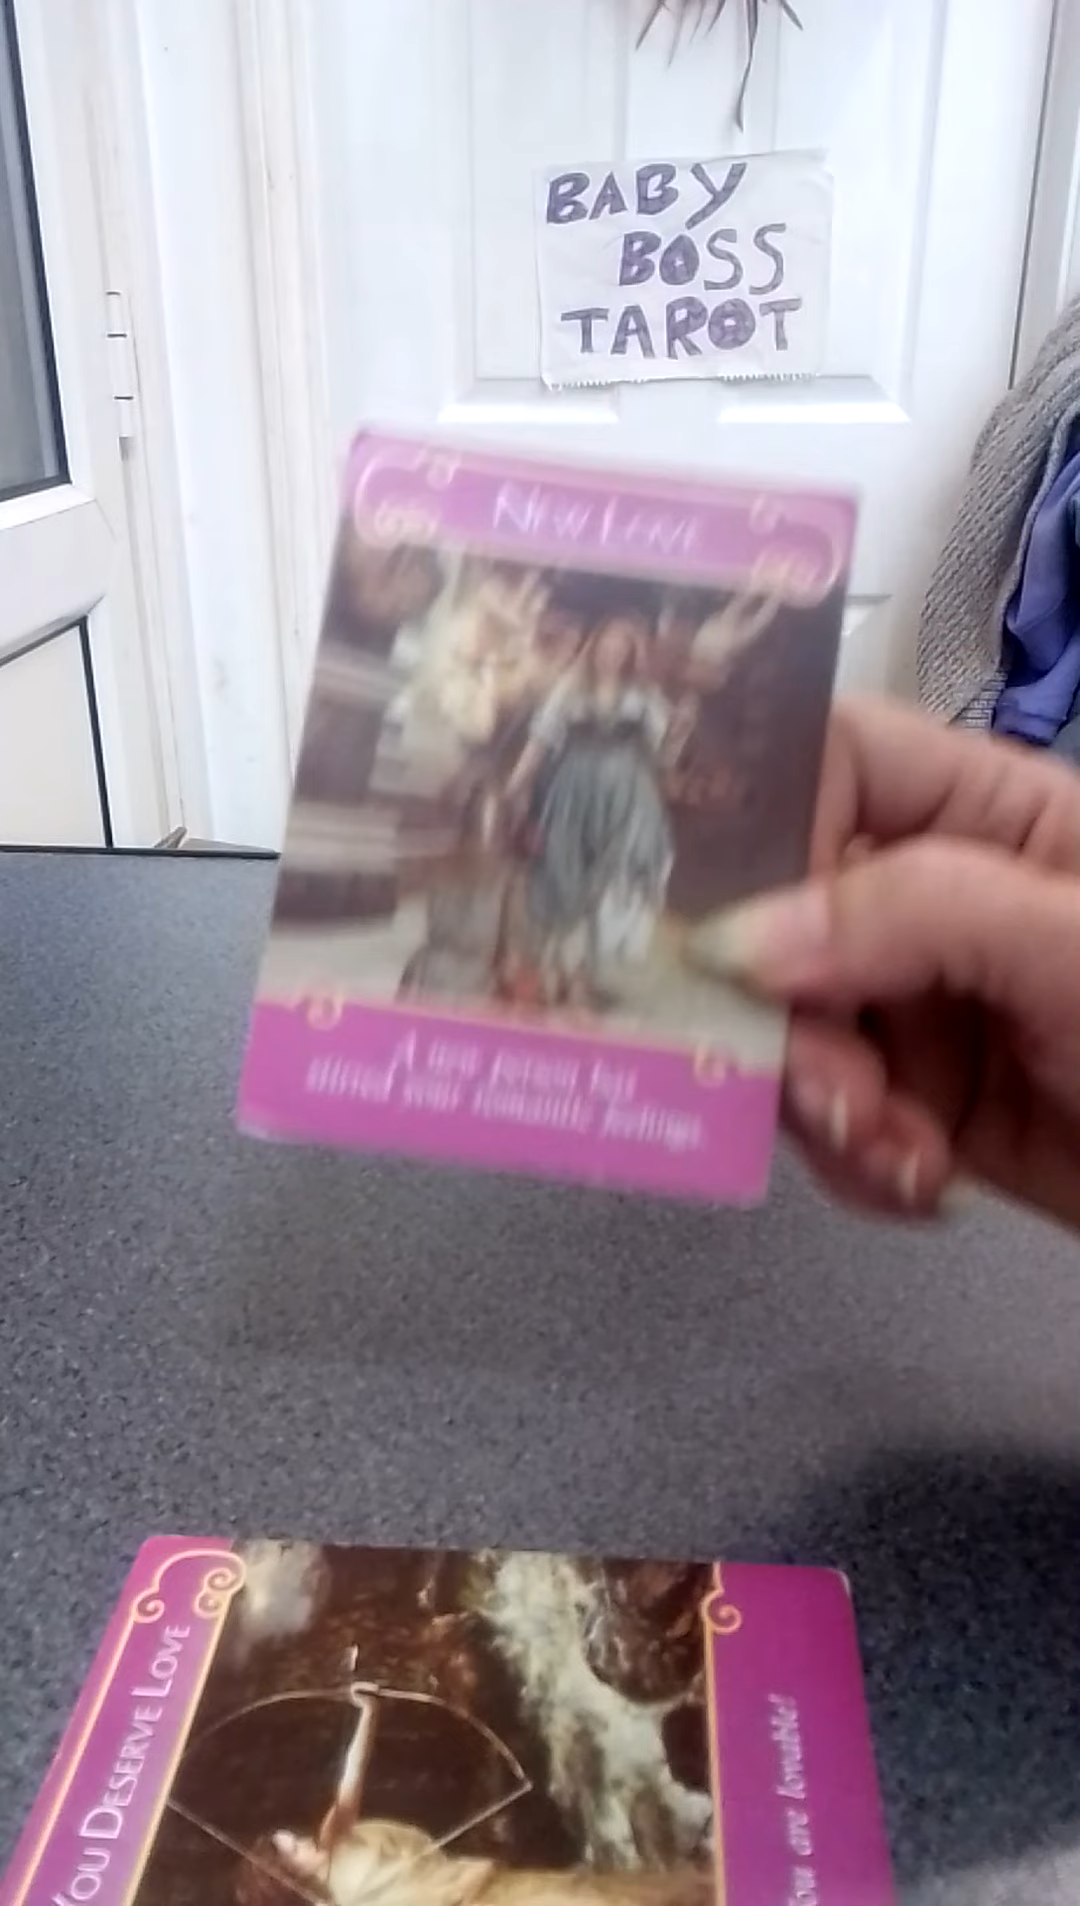 BABY
BOSS
TAROT
NEW LOVE
A new person has
stirred your romantic feelings.
YOU DESERVE LOVE
You are lovable!